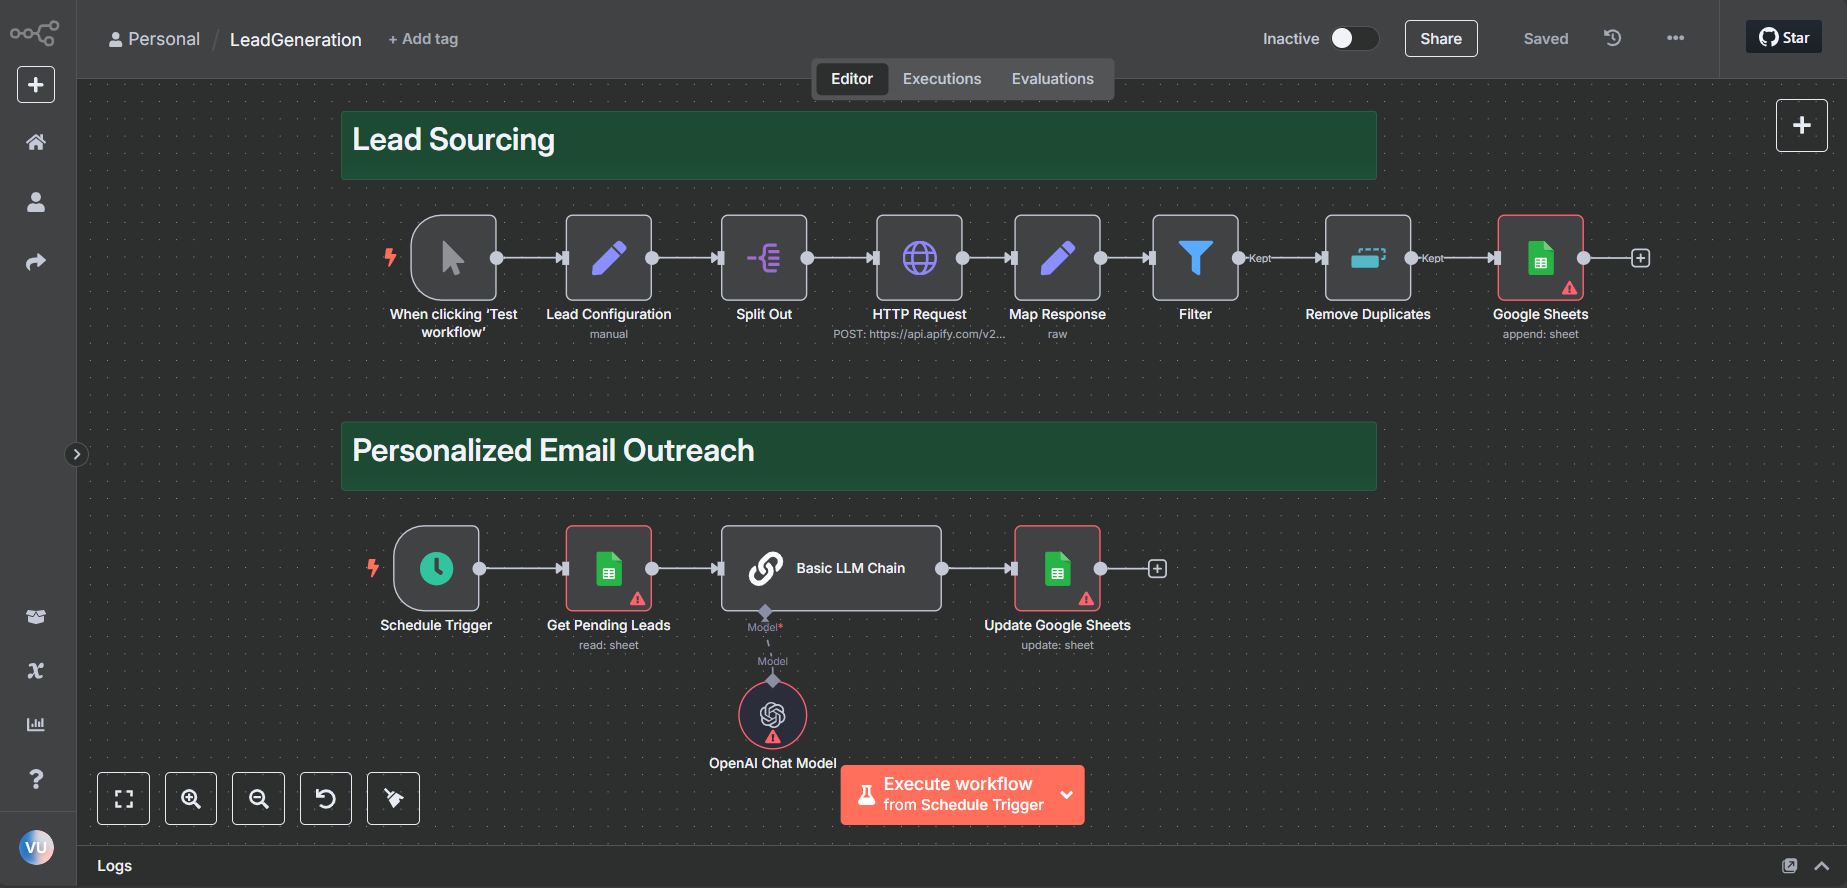 Personal / LeadGeneration + Add tag
Inactive
Share
Saved
Star
Editor Executions Evaluations
Lead Sourcing
Kept
Kept
When clicking ‘Test
workflow’
Lead Configuration
manual
Split Out
HTTP Request
POST: https://api.apify.com/v2...
Map Response
raw
Filter
Remove Duplicates
Google Sheets
append: sheet
Personalized Email Outreach
Basic LLM Chain
Schedule Trigger
Get Pending Leads
read: sheet
Model*
Model
Update Google Sheets
update: sheet
OpenAI Chat Model
Execute workflow
from Schedule Trigger
VU
Logs